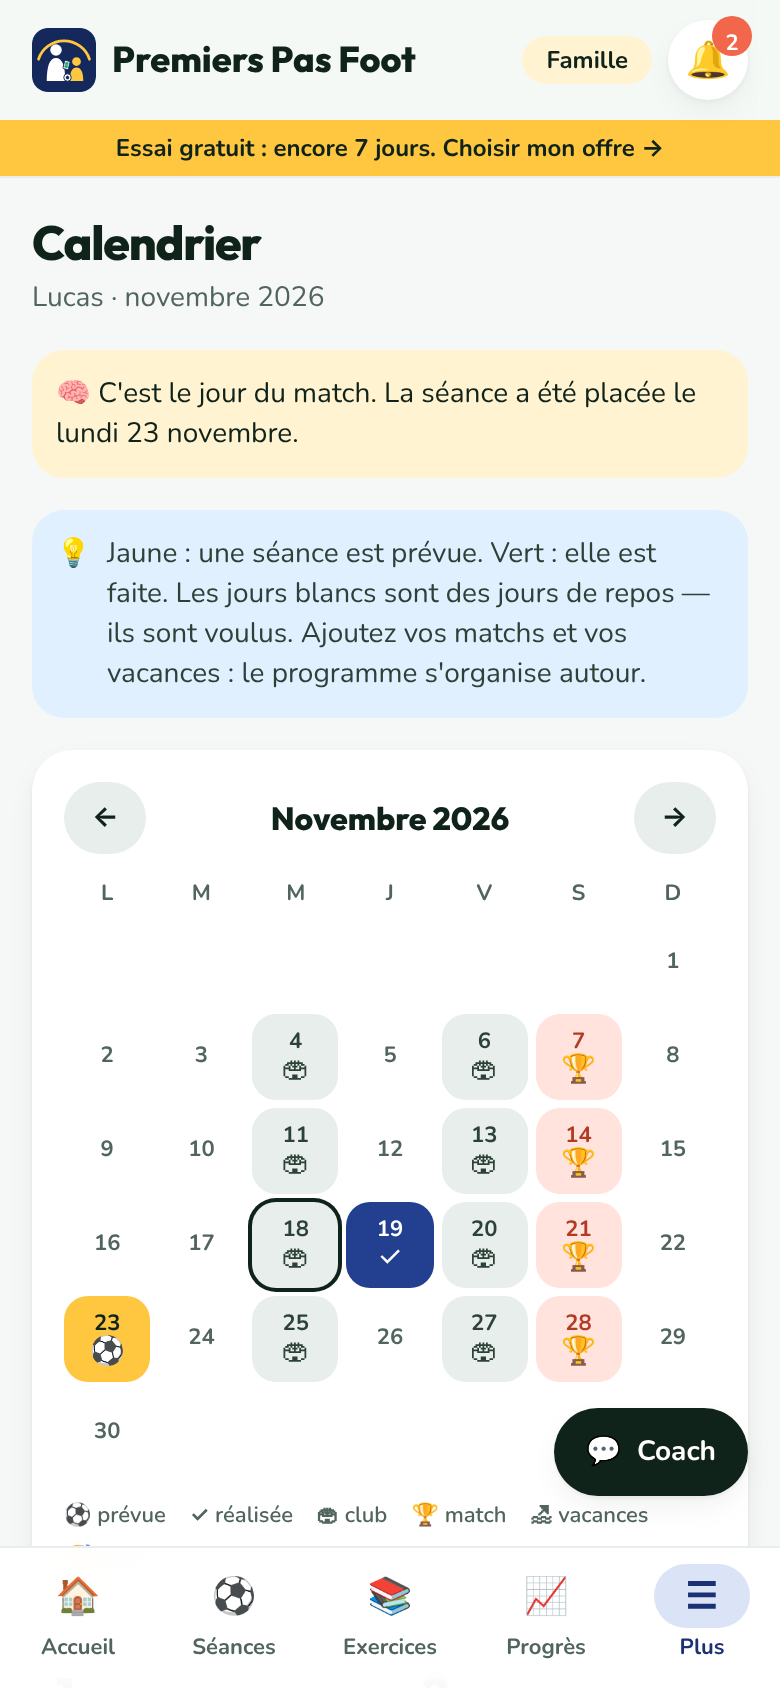 Premiers Pas Foot
Famille
2
Essai gratuit : encore 7 jours. Choisir mon offre →
Calendrier
Lucas · novembre 2026
🧠 C'est le jour du match. La séance a été placée le
lundi 23 novembre.
💡 Jaune : une séance est prévue. Vert : elle est
faite. Les jours blancs sont des jours de repos —
ils sont voulus. Ajoutez vos matchs et vos
vacances : le programme s'organise autour.
← Novembre 2026 →
L M M J V S D
1
2 3 4 5 6 7 8
9 10 11 12 13 14 15
16 17 18 19 20 21 22
✓
23 24 25 26 27 28 29
30
💬 Coach
⚽ prévue ✓ réalisée 🏟 club 🏆 match 🏖 vacances
Accueil Séances Exercices Progrès Plus